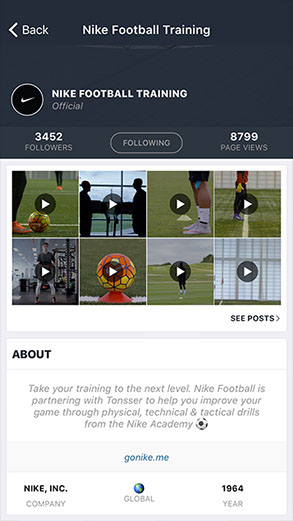 Back
Nike Football Training
NIKE FOOTBALL TRAINING
Official
3452
FOLLOWERS
FOLLOWING
8799
PAGE VIEWS
SEE POSTS
ABOUT
Take your training to the next level. Nike Football is
partnering with Tonsser to help you improve your
game through physical, technical & tactical drills
from the Nike Academy ⚽
gonike.me
NIKE, INC.
COMPANY
GLOBAL
1964
YEAR